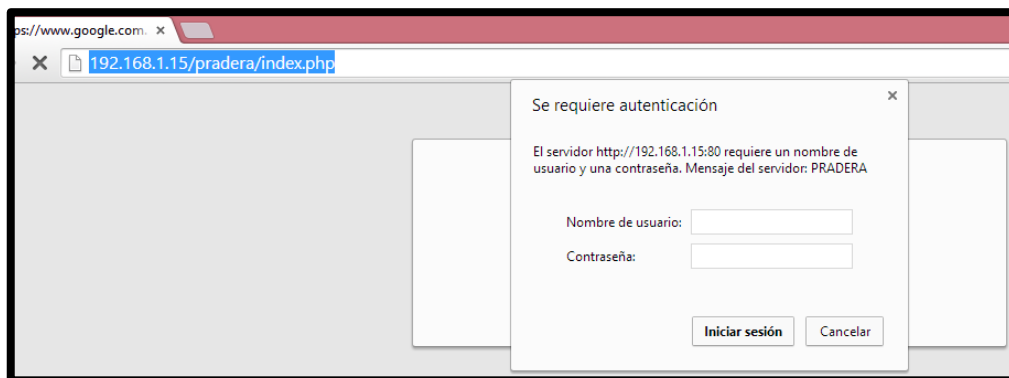 ps://www.google.com.
192.168.1.15/pradera/index.php
Se requiere autenticación
El servidor http://192.168.1.15:80 requiere un nombre de
usuario y una contraseña. Mensaje del servidor: PRADERA
Nombre de usuario:
Contraseña:
Iniciar sesión
Cancelar